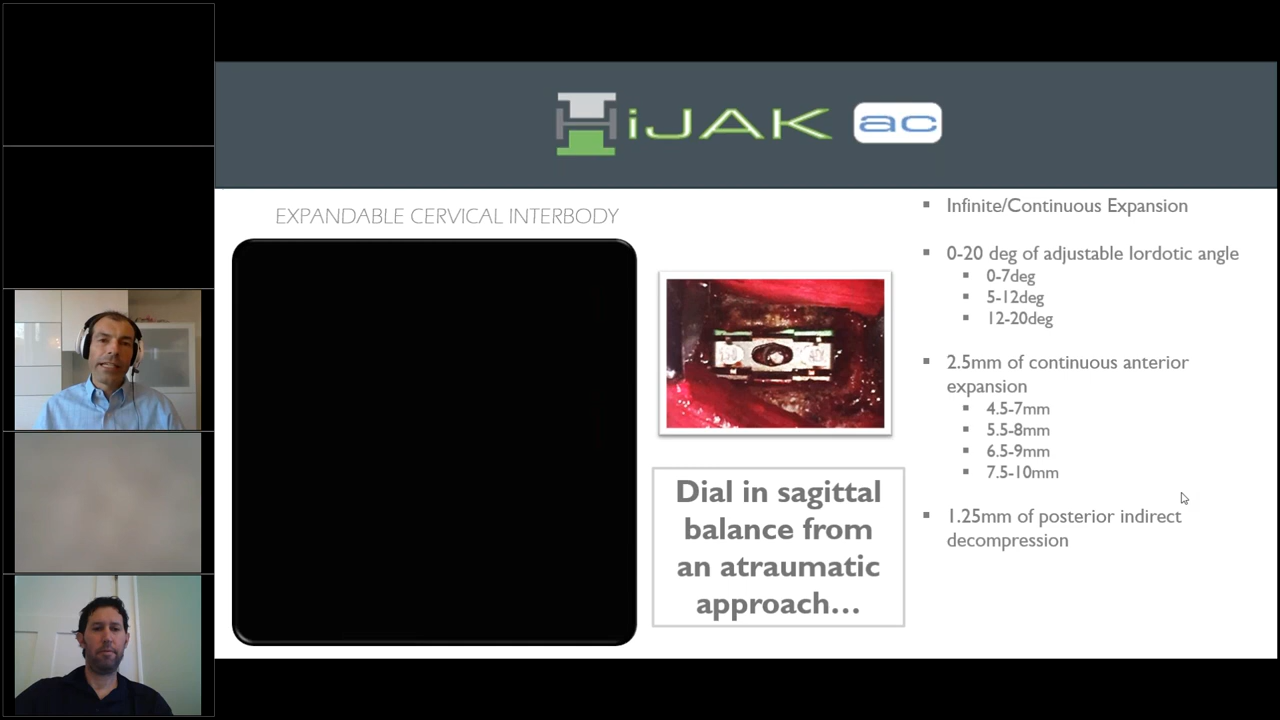 HiJAK ac
EXPANDABLE CERVICAL INTERBODY
Dial in sagittal
balance from
an atraumatic
approach...
Infinite/Continuous Expansion
0-20 deg of adjustable lordotic angle
0-7deg
5-12deg
12-20deg
2.5mm of continuous anterior
expansion
4.5-7mm
5.5-8mm
6.5-9mm
7.5-10mm
1.25mm of posterior indirect
decompression